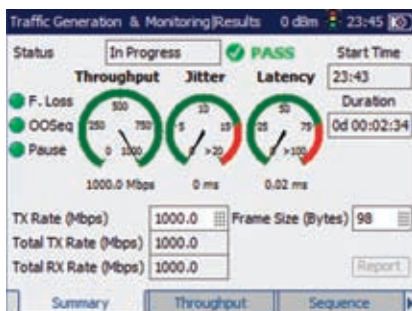 Traffic Generation & Monitoring|Results 0 dBm 23:45
Status In Progress PASS Start Time
23:43
Throughput Jitter Latency
Duration
0d 00:02:34
F. Loss
OOSeq
Pause
500
250 750
0 1000
10
5 15
0 >20
50
25 75
0 >100
1000.0 Mbps 0 ms 0.02 ms
TX Rate (Mbps) 1000.0 Frame Size (Bytes) 98
Total TX Rate (Mbps) 1000.0
Total RX Rate (Mbps) 1000.0 Report
Summary Throughput Sequence